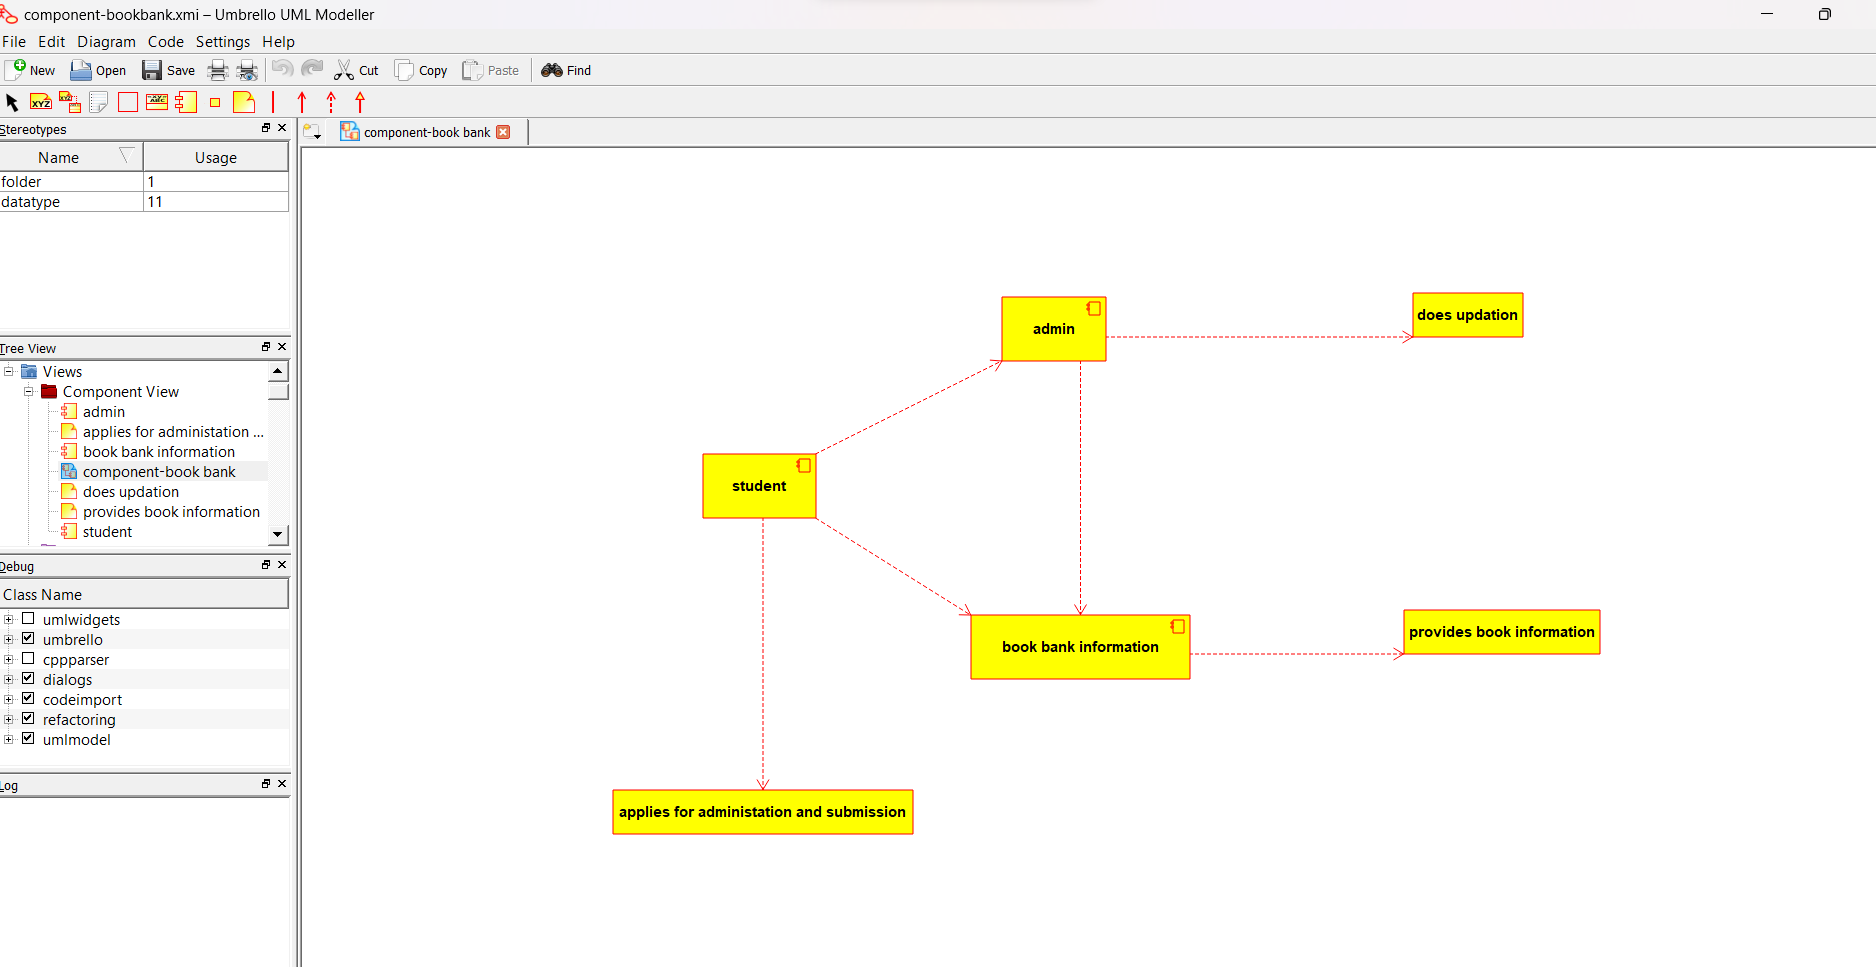 component-bookbank.xmi – Umbrello UML Modeller
File Edit Diagram Code Settings Help
New Open Save Cut Copy Paste Find
XYZ
Stereotypes
component-book bank
Name Usage
folder 1
datatype 11
Tree View
Views
Component View
admin
applies for administation ...
book bank information
component-book bank
does updation
provides book information
student
Debug
Class Name
umlwidgets
umbrello
cppparser
dialogs
codeimport
refactoring
umlmodel
Log
admin
does updation
student
book bank information
provides book information
applies for administation and submission